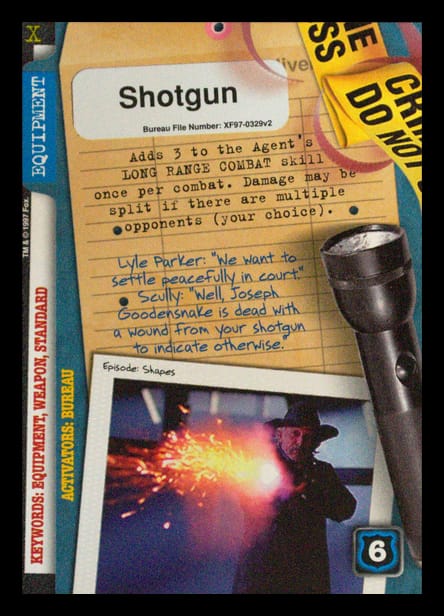 X
EQUIPMENT
TM & © 1997 Fox.
KEYWORDS: EQUIPMENT, WEAPON, STANDARD
ACTIVATORS: BUREAU
Shotgun
Bureau File Number: XF97-0329v2
Adds 3 to the Agent's
LONG RANGE COMBAT skill
once per combat. Damage may be
split if there are multiple
opponents (your choice).
Lyle Parker: "We want to
settle peacefully in court."
Scully: "Well, Joseph
Goodensnake is dead with
a wound from your shotgun
to indicate otherwise."
Episode: Shapes
6
DO NOT